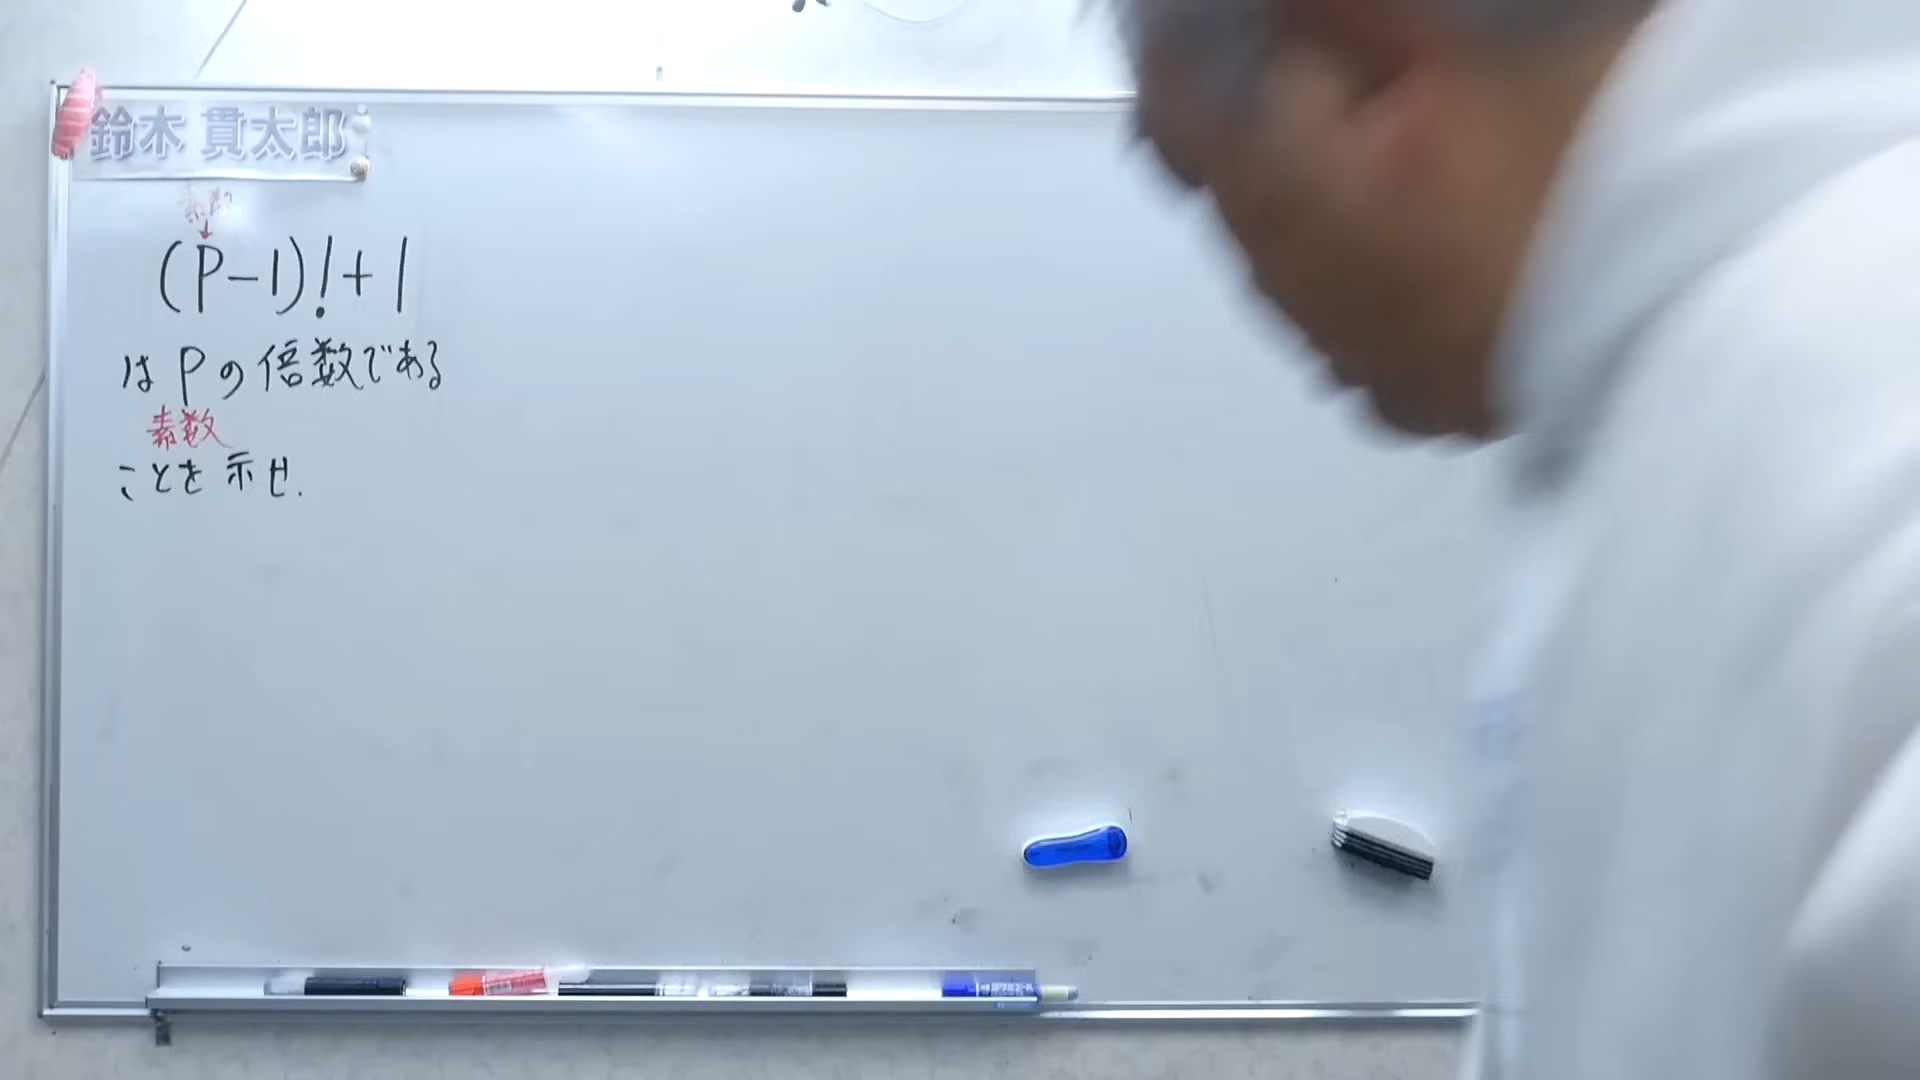 鈴木 貫太郎
素数
(P-1)!+1
はPの倍数である
素数
ことを示せ.